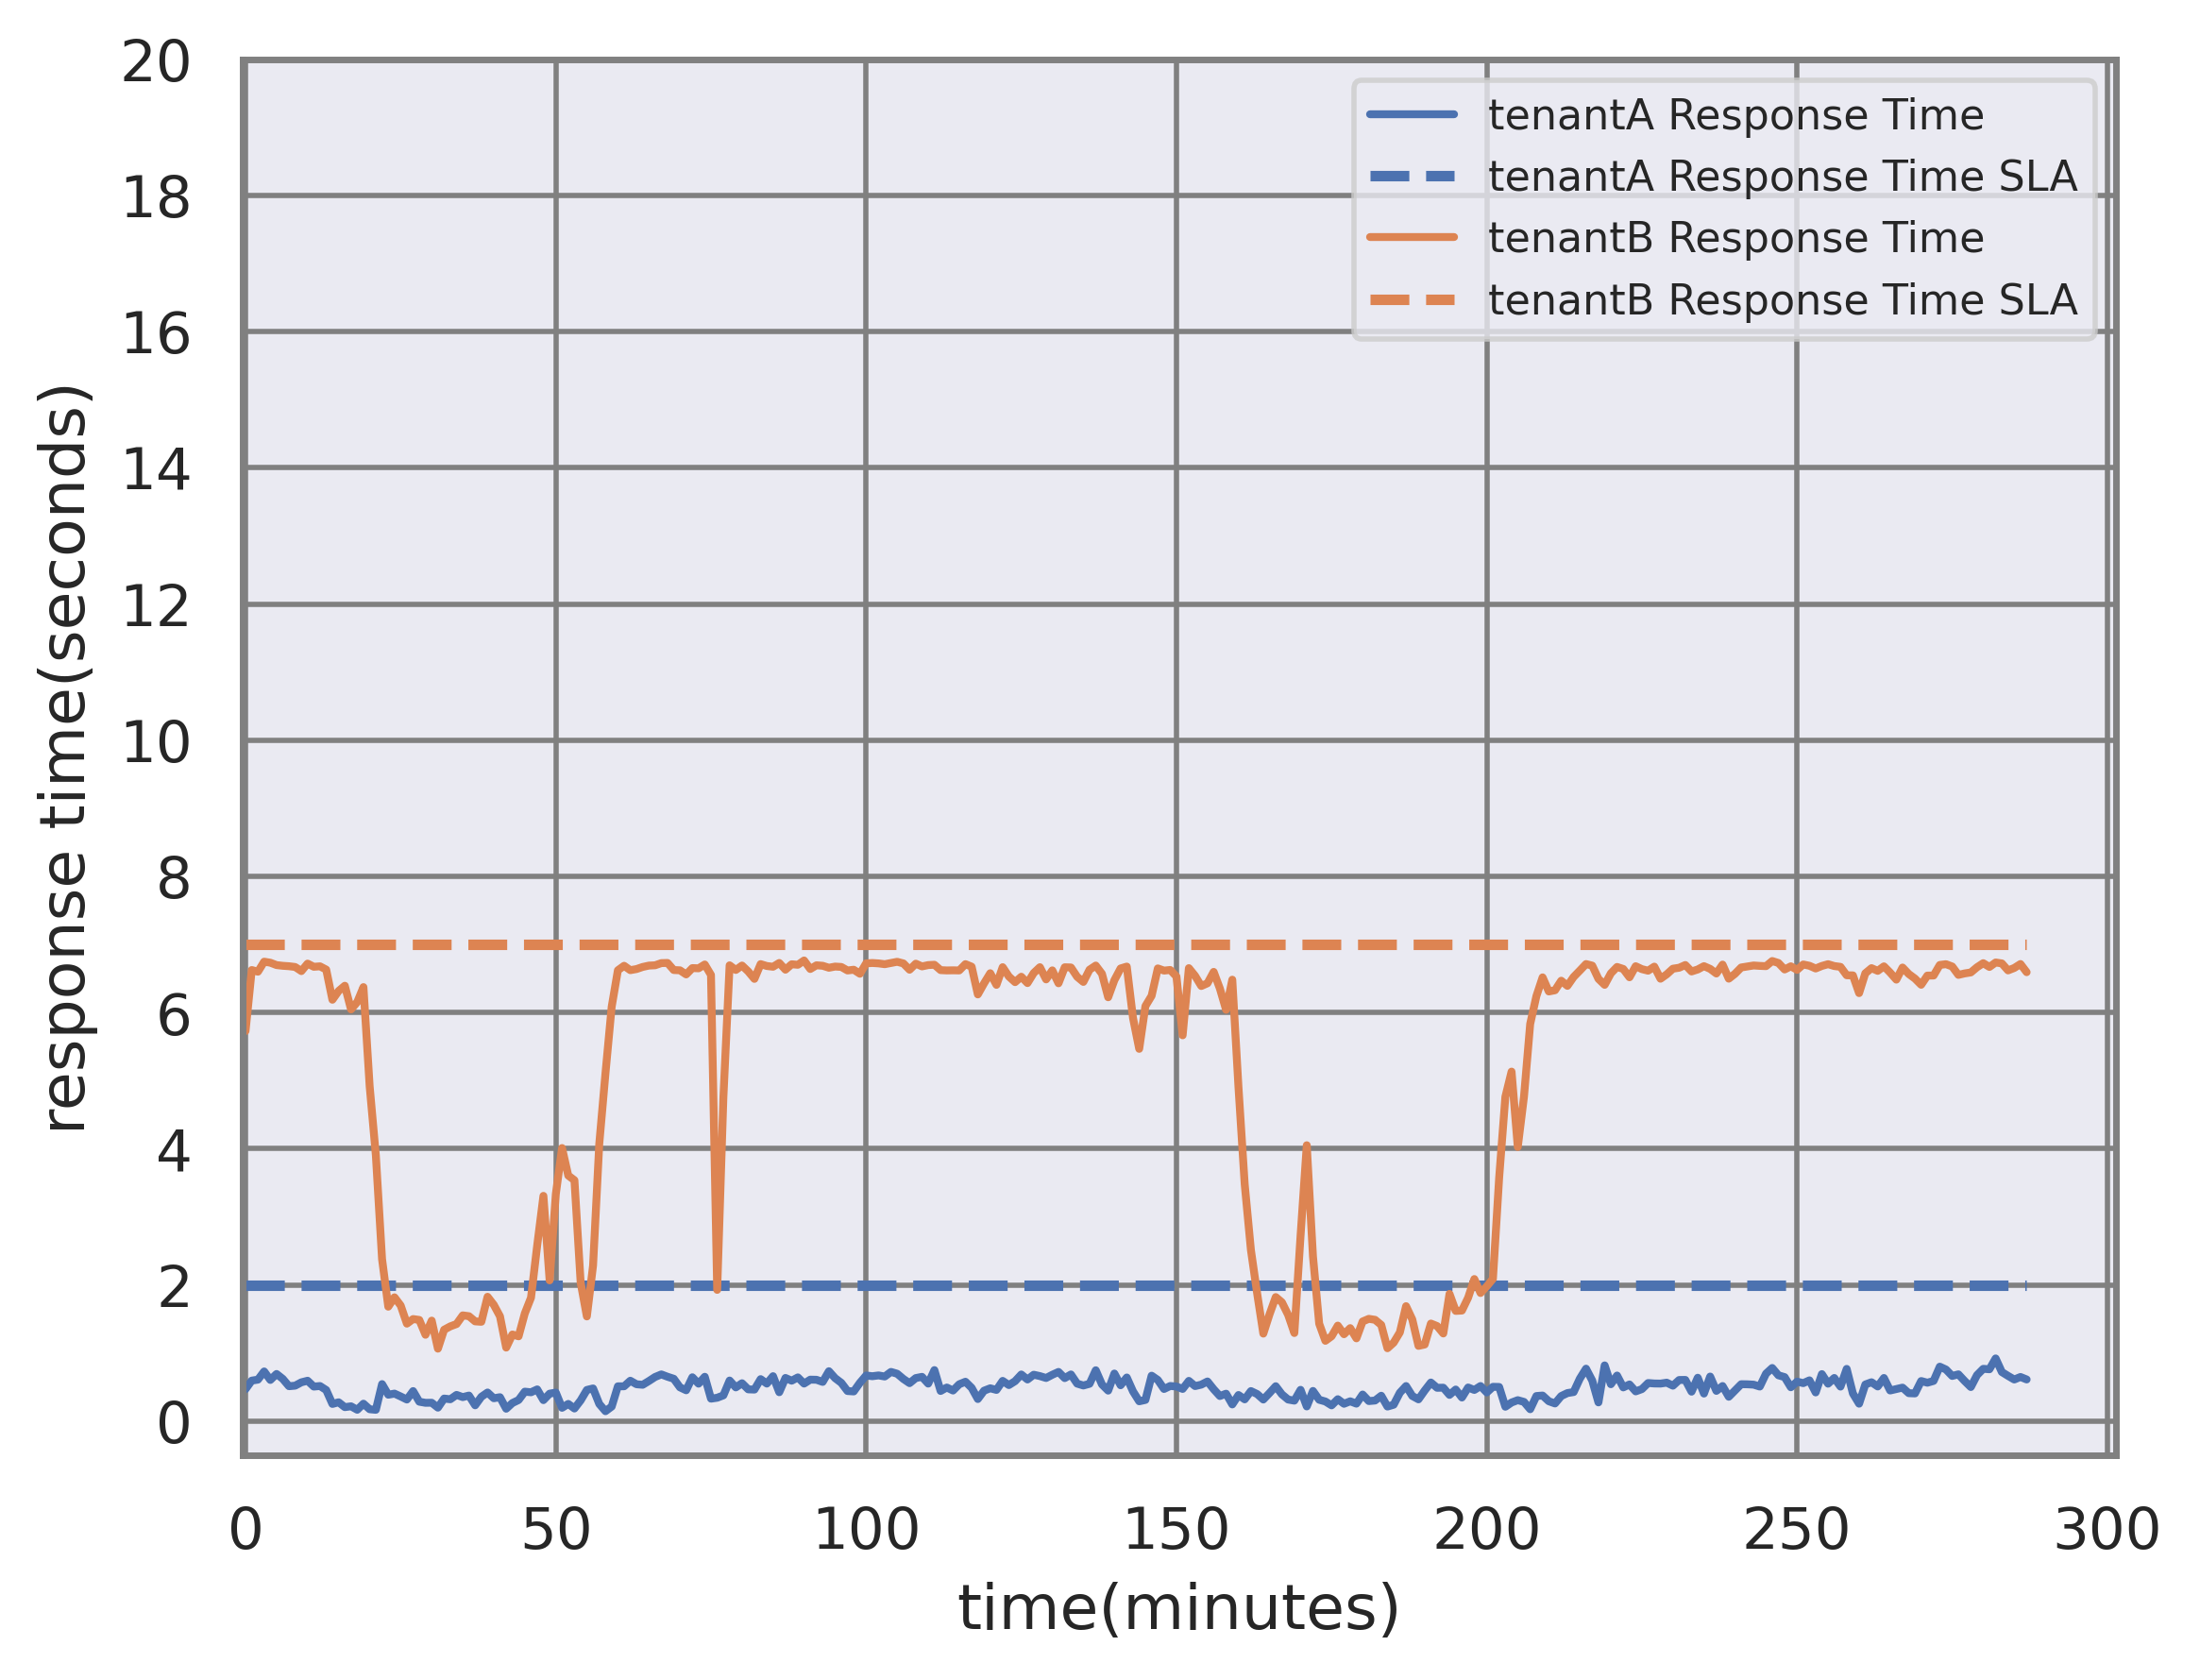 20
18
16
14
12
10
8
6
4
2
0
response time(seconds)
tenantA Response Time
tenantA Response Time SLA
tenantB Response Time
tenantB Response Time SLA
0 50 100 150 200 250 300
time(minutes)